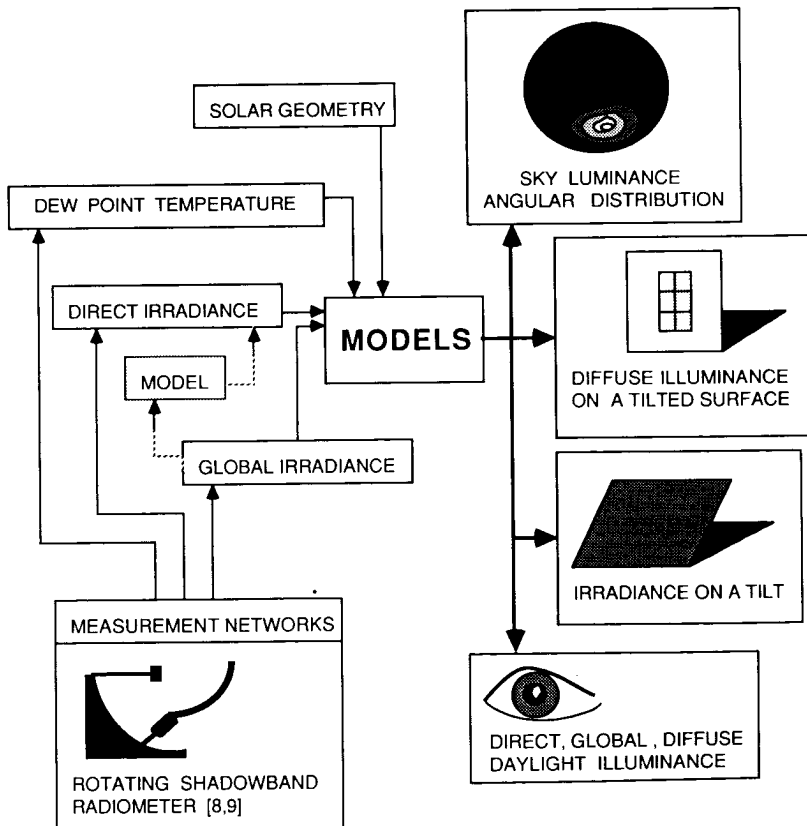 SOLAR GEOMETRY
SKY LUMINANCE
ANGULAR DISTRIBUTION
DEW POINT TEMPERATURE
DIRECT IRRADIANCE
MODELS
MODEL
DIFFUSE ILLUMINANCE
ON A TILTED SURFACE
GLOBAL IRRADIANCE
IRRADIANCE ON A TILT
MEASUREMENT NETWORKS
ROTATING SHADOWBAND
RADIOMETER [8,9]
DIRECT, GLOBAL , DIFFUSE
DAYLIGHT ILLUMINANCE